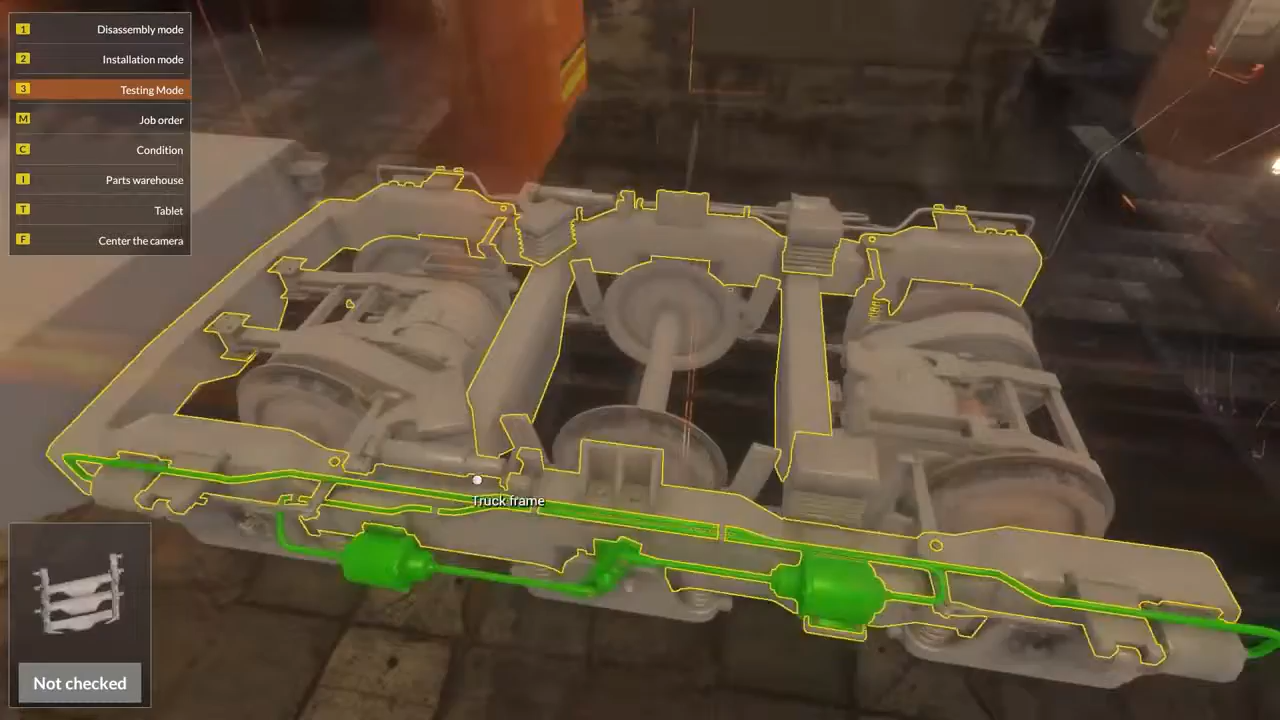 1 Disassembly mode
2 Installation mode
3 Testing Mode
M Job order
C Condition
I Parts warehouse
T Tablet
F Center the camera
Truck frame
Not checked